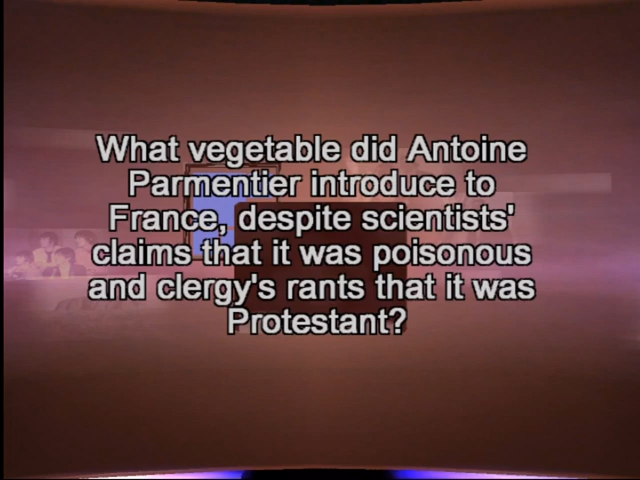 What vegetable did Antoine
Parmentier introduce to
France, despite scientists'
claims that it was poisonous
and clergy's rants that it was
Protestant?